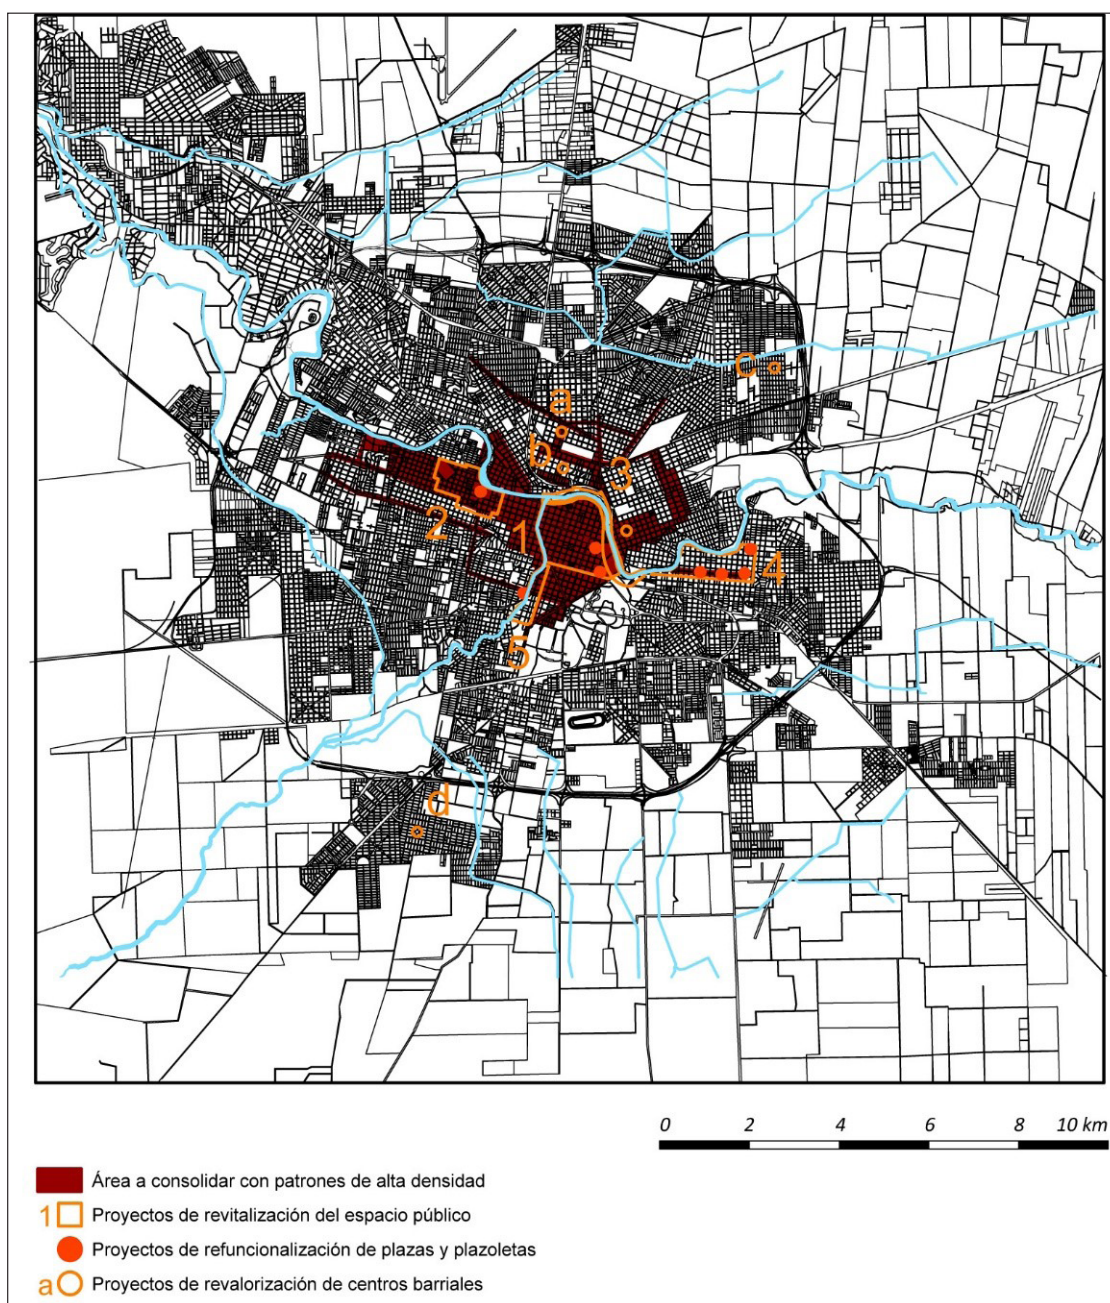 c
a
b
3
2
1
4
5
d
0 2 4 6 8 10 km
Área a consolidar con patrones de alta densidad
1 Proyectos de revitalización del espacio público
Proyectos de refuncionalización de plazas y plazoletas
a Proyectos de revalorización de centros barriales